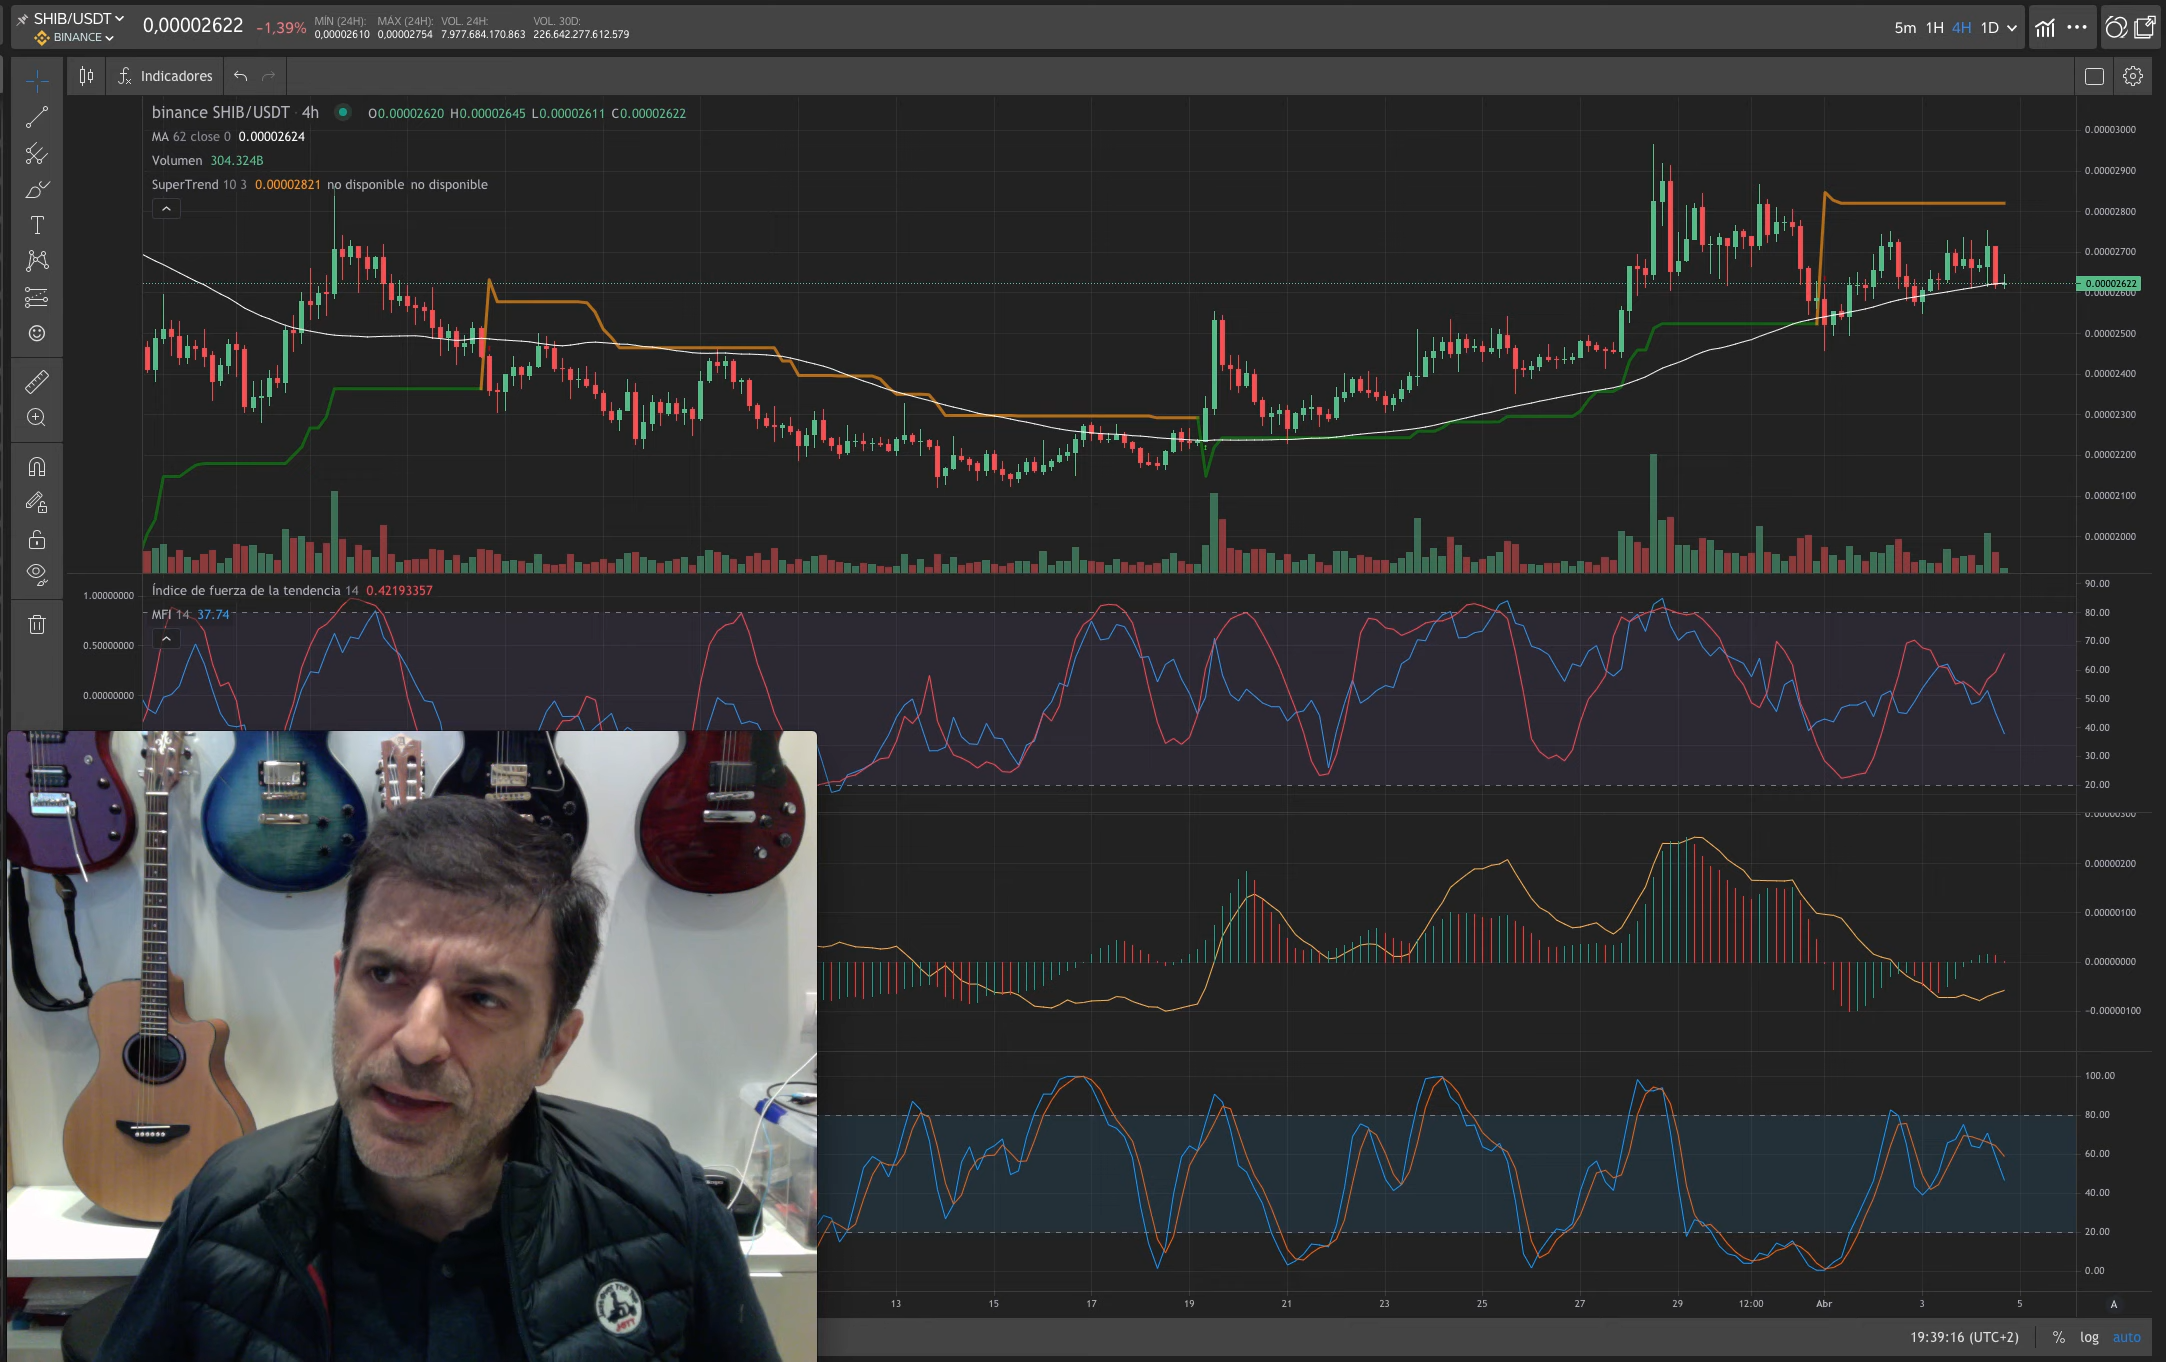 SHIB/USDT
0,00002622
-1,39%
MÍN (24H): MÁX (24H): VOL. 24H: VOL. 30D:
BINANCE
0,00002610 0,00002754 7.977.684.170.863 226.642.277.612.579
5m 1H 4H 1D
Indicadores
binance SHIB/USDT · 4h O0.00002620 H0.00002645 L0.00002611 C0.00002622
MA 62 close 0 0.00002624
Volumen 304.324B
SuperTrend 10 3 0.00002821 no disponible no disponible
0.00003000
0.00002900
0.00002800
0.00002700
0.00002622
0.00002600
0.00002500
0.00002400
0.00002300
0.00002200
0.00002100
0.00002000
Índice de fuerza de la tendencia 14 0.42193357
MFI 14 37.74
1.00000000
0.50000000
0.00000000
90.00
80.00
70.00
60.00
50.00
40.00
30.00
20.00
0.00000300
0.00000200
0.00000100
0.00000000
-0.00000100
100.00
80.00
60.00
40.00
20.00
0.00
13 15 17 19 21 23 25 27 29 12:00 Abr 3 5 A
19:39:16 (UTC+2) % log auto